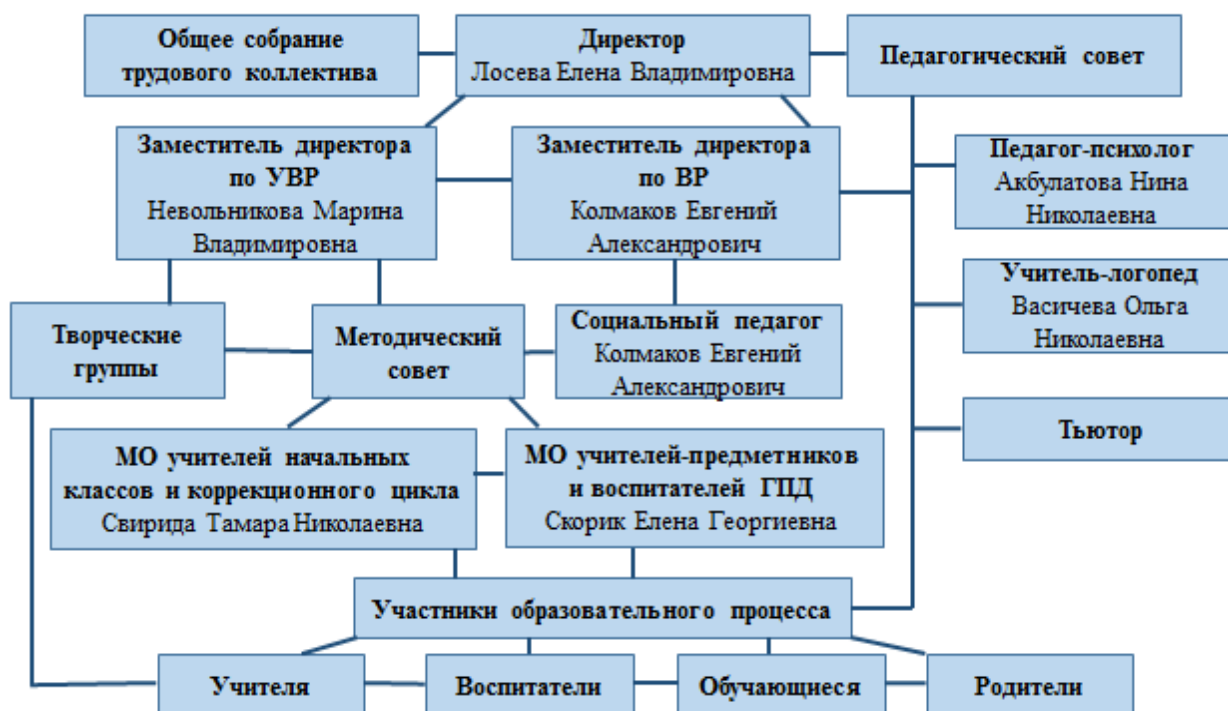 Общее собрание
трудового коллектива
Директор
Лосева Елена Владимировна
Педагогический совет
Заместитель директора
по УВР
Невольникова Марина
Владимировна
Заместитель директора
по ВР
Колмаков Евгений
Александрович
Педагог-психолог
Акбулатова Нина
Николаевна
Учитель-логопед
Васичева Ольга
Николаевна
Творческие
группы
Методический
совет
Социальный педагог
Колмаков Евгений
Александрович
Тьютор
МО учителей начальных
классов и коррекционного цикла
Свирида Тамара Николаевна
МО учителей-предметников
и воспитателей ГПД
Скорик Елена Георгиевна
Участники образовательного процесса
Учителя
Воспитатели
Обучающиеся
Родители